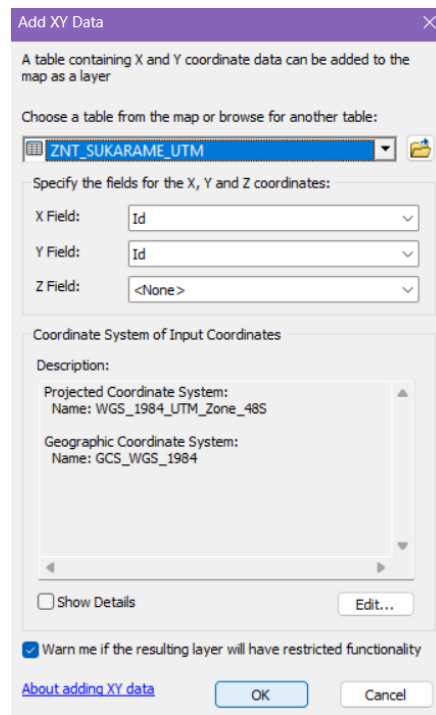 Add XY Data
A table containing X and Y coordinate data can be added to the
map as a layer
Choose a table from the map or browse for another table:
ZNT_SUKARAME_UTM
Specify the fields for the X, Y and Z coordinates:
X Field: Id
Y Field: Id
Z Field: <None>
Coordinate System of Input Coordinates
Description:
Projected Coordinate System:
Name: WGS_1984_UTM_Zone_48S
Geographic Coordinate System:
Name: GCS_WGS_1984
Show Details
Edit...
Warn me if the resulting layer will have restricted functionality
About adding XY data
OK
Cancel